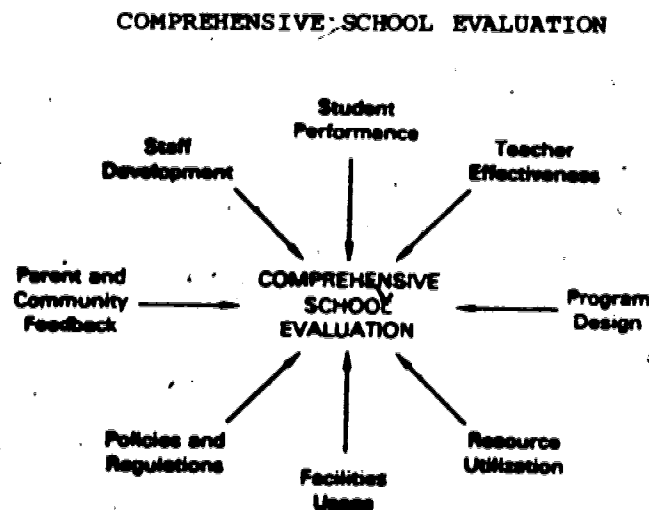 COMPREHENSIVE SCHOOL EVALUATION
Student
Performance
Staff
Development
Teacher
Effectiveness
Parent and
Community
Feedback
COMPREHENSIVE
SCHOOL
EVALUATION
Program
Design
Policies and
Regulations
Facilities
Usage
Resource
Utilization